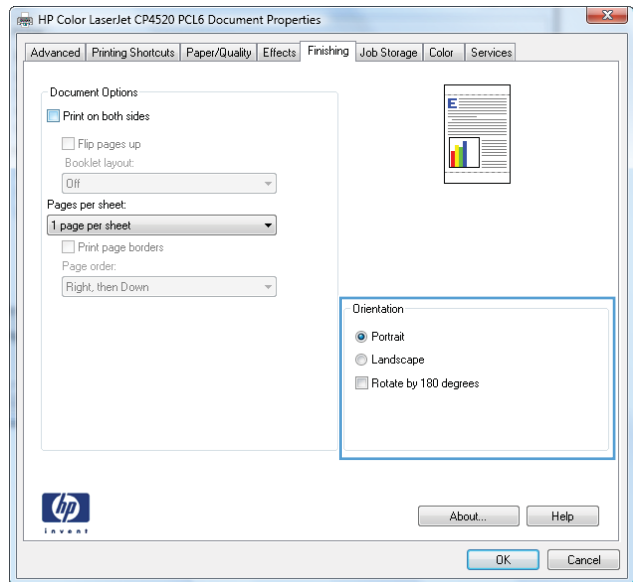 HP Color LaserJet CP4520 PCL6 Document Properties
Advanced Printing Shortcuts Paper/Quality Effects Finishing Job Storage Color Services
Document Options
Print on both sides
Flip pages up
Booklet layout:
Off
Pages per sheet:
1 page per sheet
Print page borders
Page order:
Right, then Down
E
Orientation
Portrait
Landscape
Rotate by 180 degrees
hp
invent
About... Help
OK Cancel